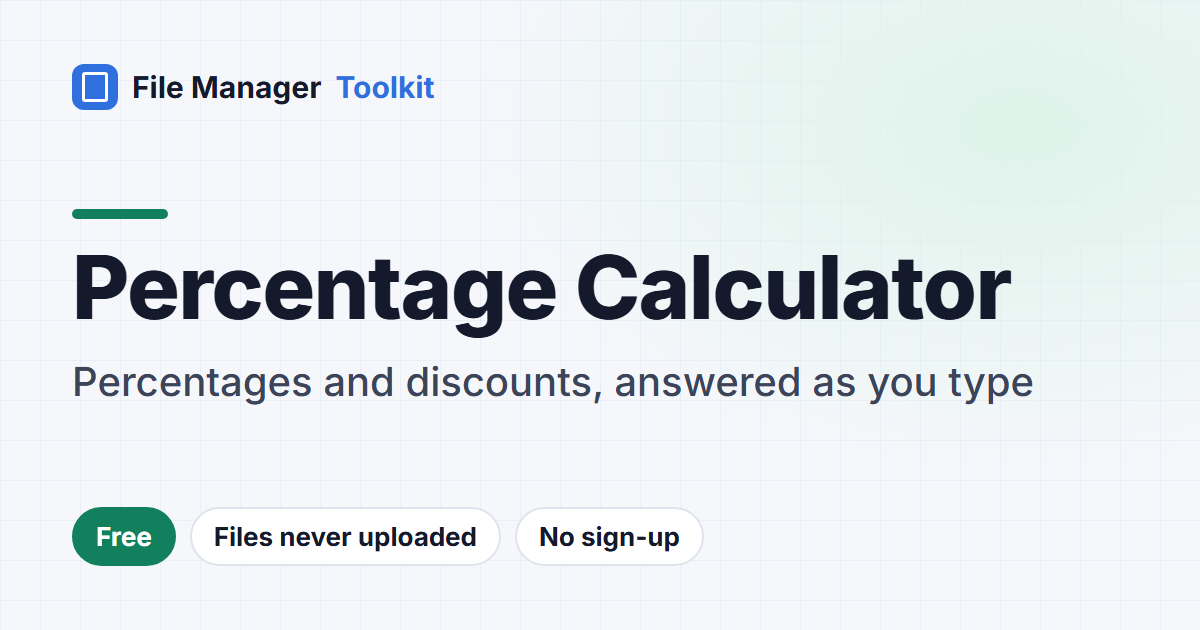 File Manager Toolkit
Percentage Calculator
Percentages and discounts, answered as you type
Free
Files never uploaded
No sign-up